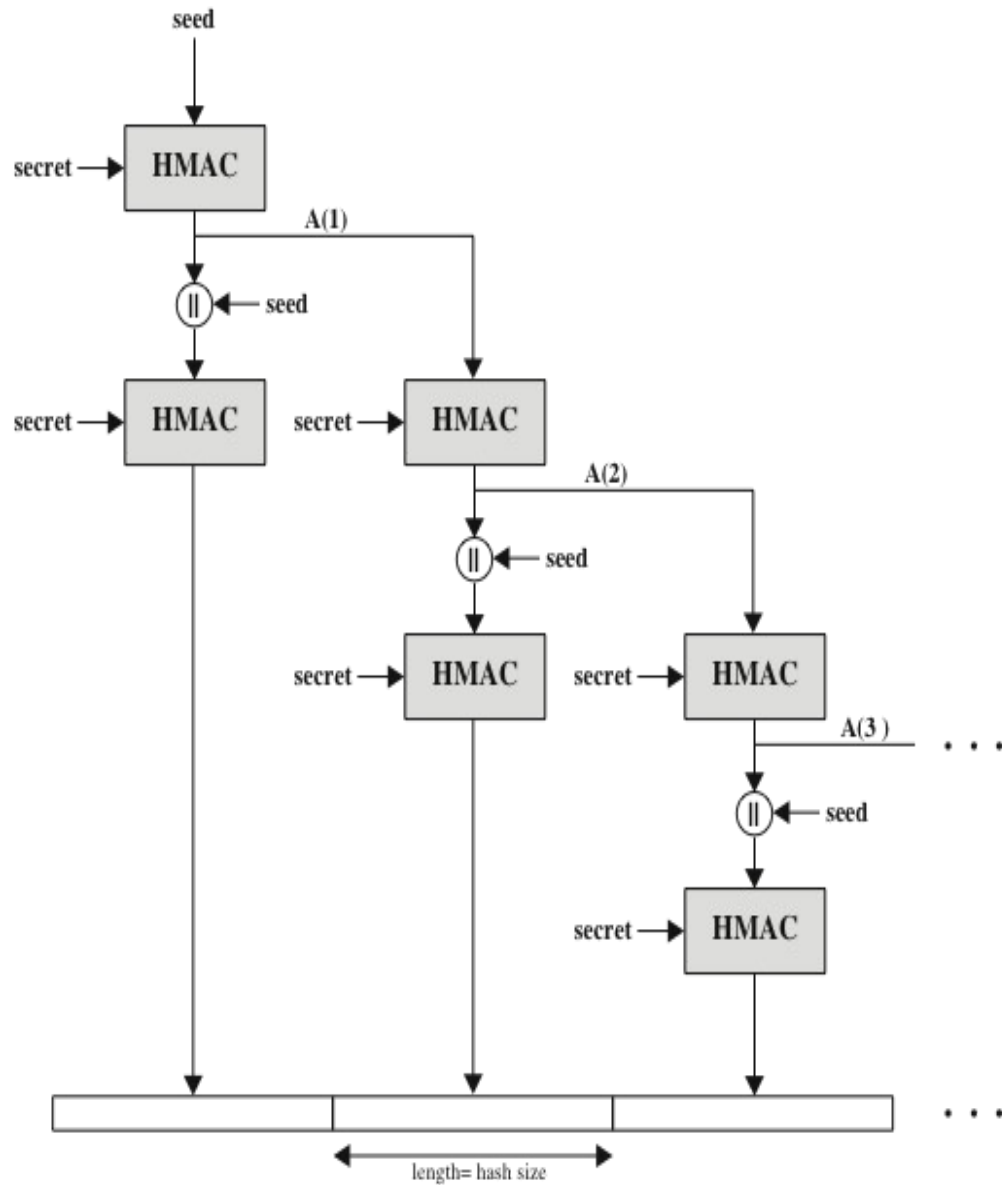 seed
secret
HMAC
A(1)
||
seed
secret
HMAC
secret
HMAC
A(2)
||
seed
secret
HMAC
secret
HMAC
A(3 )
. . .
||
seed
secret
HMAC
. . .
length= hash size